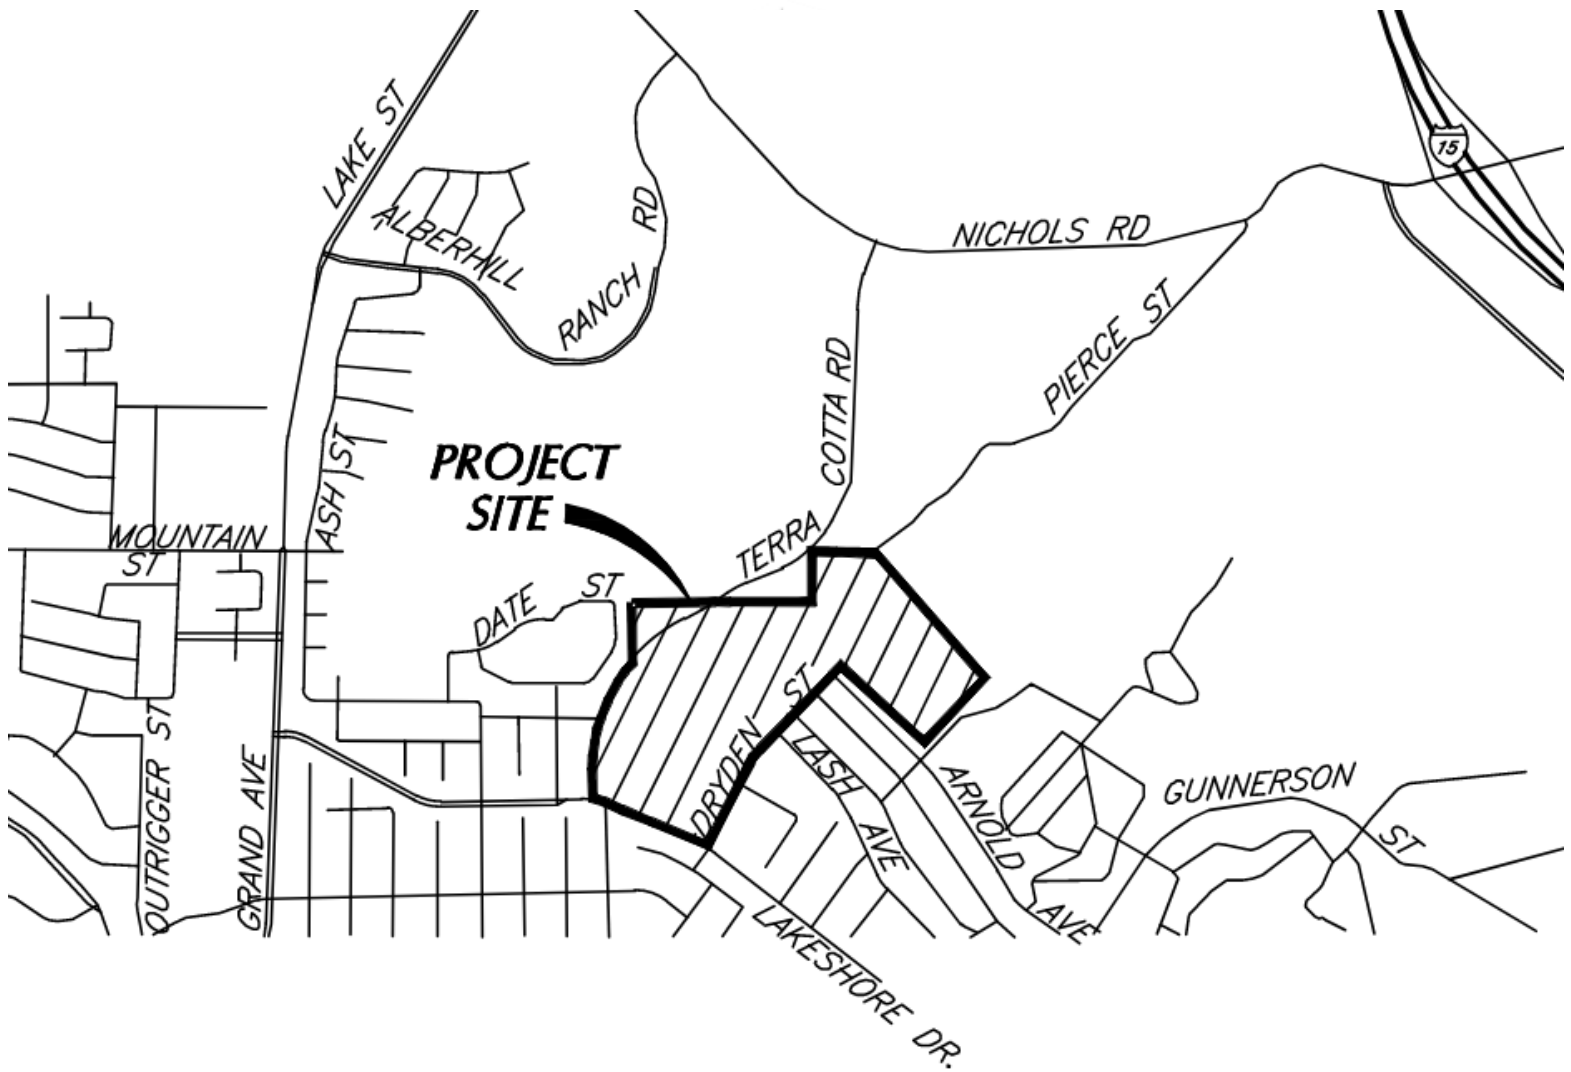 LAKE ST
15
ALBERHILL
RANCH
RD
NICHOLS RD
PIERCE ST
COTTA RD
TERRA
PROJECT
SITE
ASH ST
MOUNTAIN
ST
DATE ST
DRYDEN ST
LASH
AVE
ARNOLD
AVE
GUNNERSON
ST
OUTRIGGER ST
GRAND AVE
LAKESHORE DR.